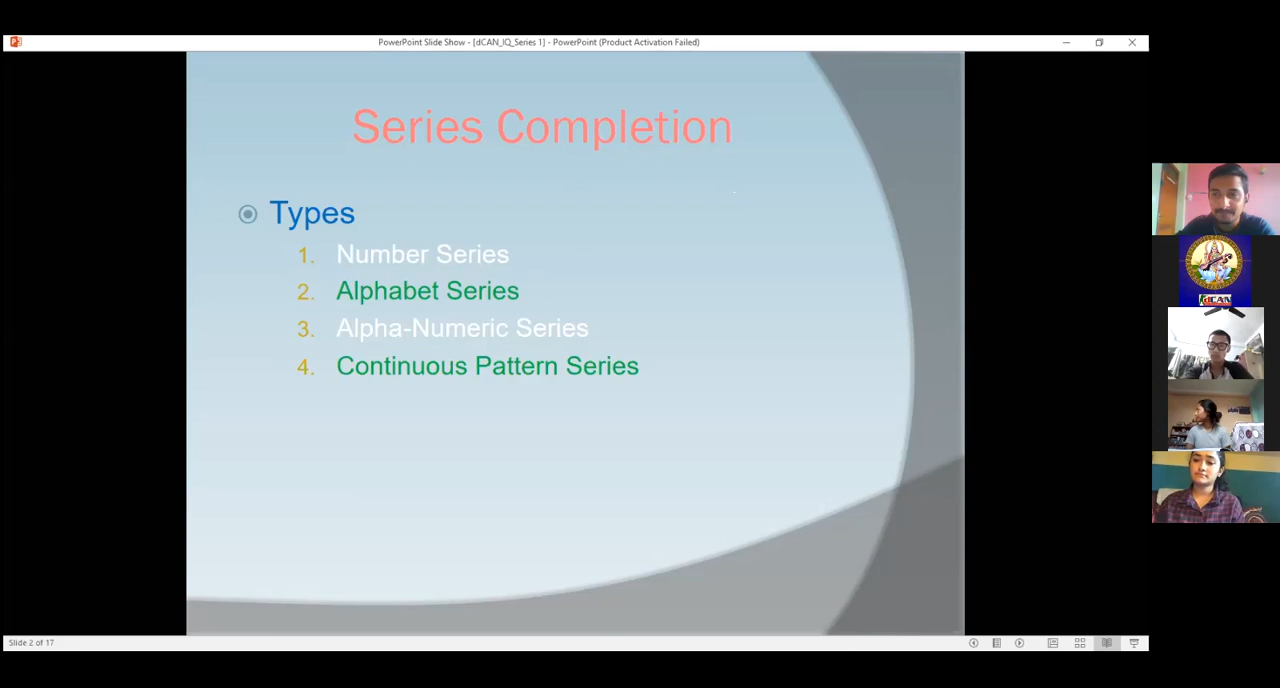 PowerPoint Slide Show - [dCAN_IQ_Series 1] - PowerPoint (Product Activation Failed)
Series Completion
Types
1. Number Series
2. Alphabet Series
3. Alpha-Numeric Series
4. Continuous Pattern Series
dCAN
Slide 2 of 17